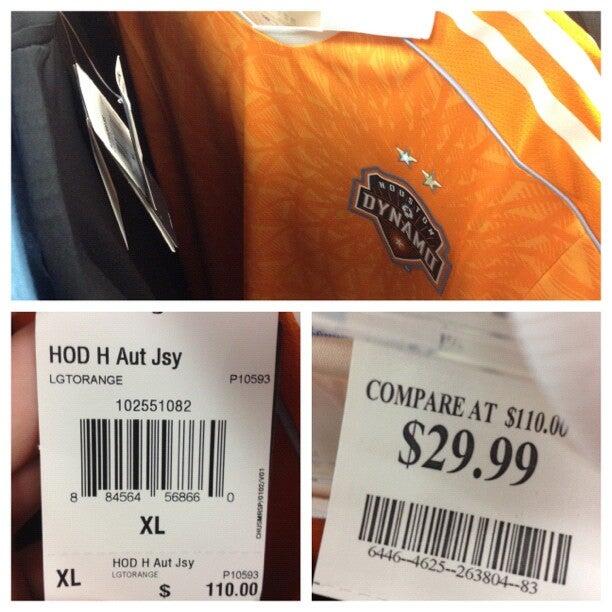 HOUSTON
DYNAMO
HOD H Aut Jsy
LGTORANGE P10593
102551082
8 84564 56866 0
XL
HOD H Aut Jsy
XL LGTORANGE P10593
$ 110.00
COMPARE AT $110.00
$29.99
6446--4625--263804--83